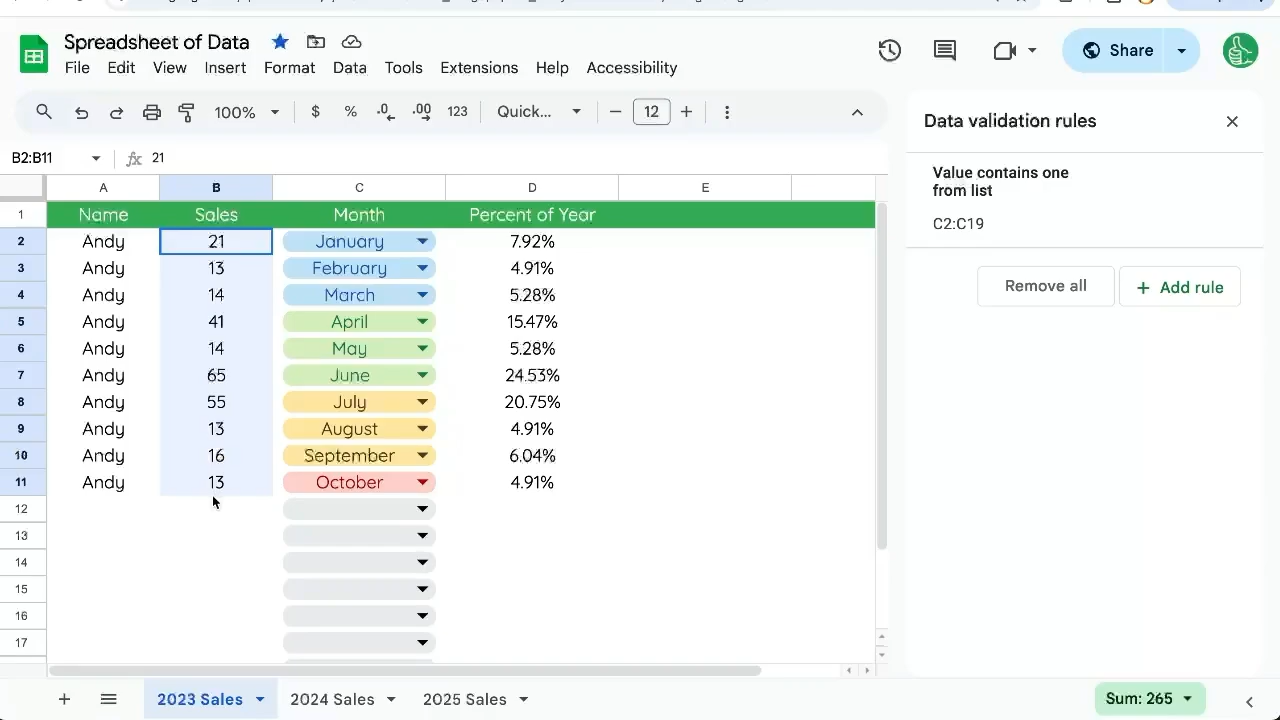 Spreadsheet of Data
File Edit View Insert Format Data Tools Extensions Help Accessibility
Share
100% $ % .0 .00 123 Quick... 12
B2:B11 fx 21
A B C D E
1 Name Sales Month Percent of Year
2 Andy 21 January 7.92%
3 Andy 13 February 4.91%
4 Andy 14 March 5.28%
5 Andy 41 April 15.47%
6 Andy 14 May 5.28%
7 Andy 65 June 24.53%
8 Andy 55 July 20.75%
9 Andy 13 August 4.91%
10 Andy 16 September 6.04%
11 Andy 13 October 4.91%
12
13
14
15
16
17
Data validation rules
Value contains one
from list
C2:C19
Remove all + Add rule
2023 Sales 2024 Sales 2025 Sales Sum: 265